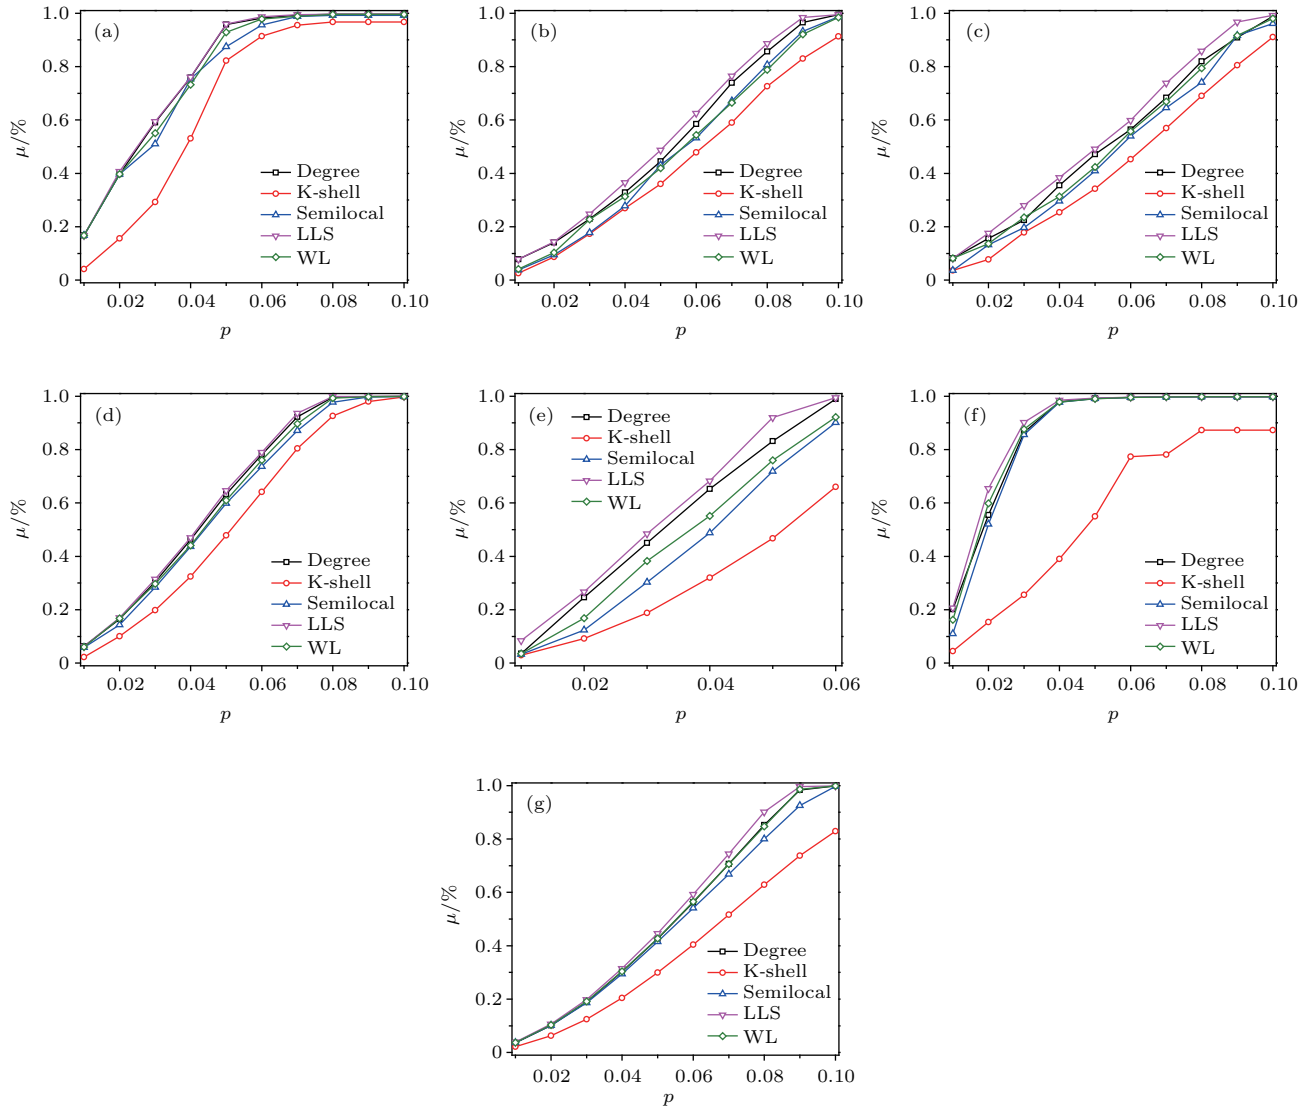 (a)
μ/%
1.0
0.8
0.6
0.4
0.2
0
Degree
K-shell
Semilocal
LLS
WL
0.02 0.04 0.06 0.08 0.10
p
(b)
μ/%
1.0
0.8
0.6
0.4
0.2
0
Degree
K-shell
Semilocal
LLS
WL
0.02 0.04 0.06 0.08 0.10
p
(c)
μ/%
1.0
0.8
0.6
0.4
0.2
0
Degree
K-shell
Semilocal
LLS
WL
0.02 0.04 0.06 0.08 0.10
p
(d)
μ/%
1.0
0.8
0.6
0.4
0.2
0
Degree
K-shell
Semilocal
LLS
WL
0.02 0.04 0.06 0.08 0.10
p
(e)
μ/%
1.0
0.8
0.6
0.4
0.2
0
Degree
K-shell
Semilocal
LLS
WL
0.02 0.04 0.06
p
(f)
μ/%
1.0
0.8
0.6
0.4
0.2
0
Degree
K-shell
Semilocal
LLS
WL
0.02 0.04 0.06 0.08 0.10
p
(g)
μ/%
1.0
0.8
0.6
0.4
0.2
0
Degree
K-shell
Semilocal
LLS
WL
0.02 0.04 0.06 0.08 0.10
p